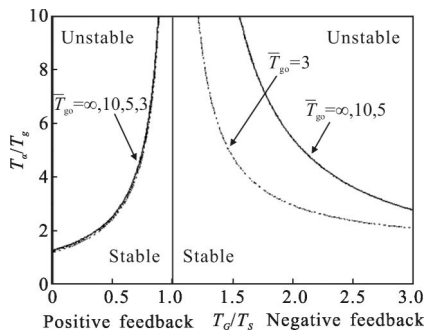 10
Unstable
Unstable
T̅go=3
8
T̅go=∞,10,5,3
T̅go=∞,10,5
6
Tα/Tg
4
2
Stable
Stable
0
0 0.5 1.0 1.5 2.0 2.5 3.0
Positive feedback TG/TS Negative feedback